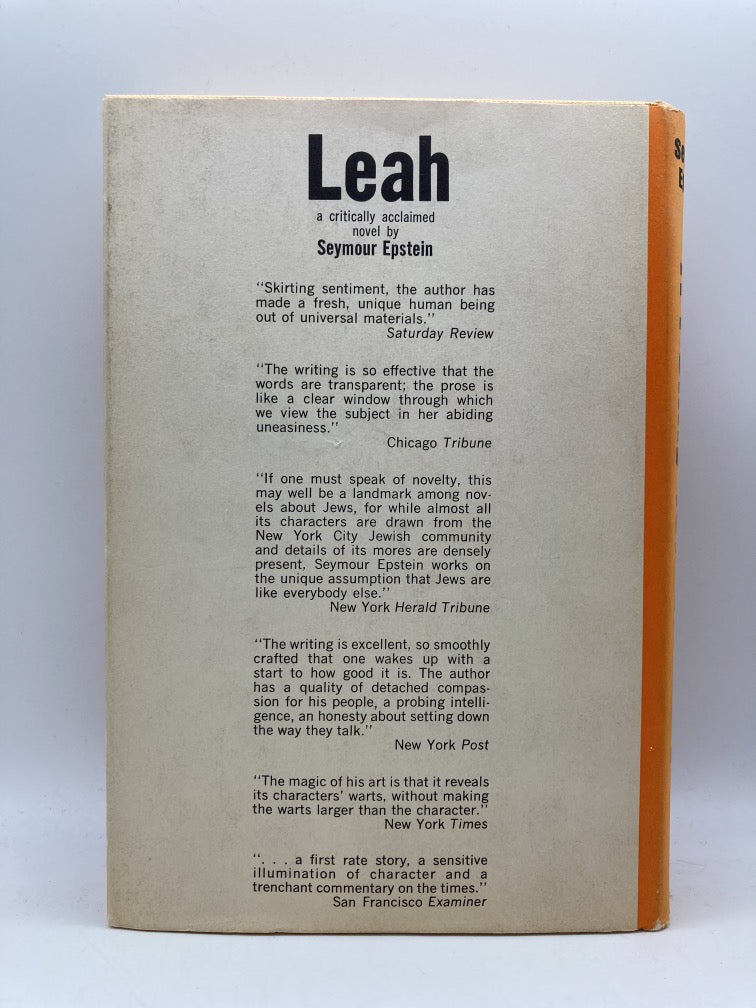 Leah
a critically acclaimed
novel by
Seymour Epstein
"Skirting sentiment, the author has
made a fresh, unique human being
out of universal materials."
Saturday Review
"The writing is so effective that the
words are transparent; the prose is
like a clear window through which
we view the subject in her abiding
uneasiness."
Chicago Tribune
"If one must speak of novelty, this
may well be a landmark among nov-
els about Jews, for while almost all
its characters are drawn from the
New York City Jewish community
and details of its mores are densely
present, Seymour Epstein works on
the unique assumption that Jews are
like everybody else."
New York Herald Tribune
"The writing is excellent, so smoothly
crafted that one wakes up with a
start to how good it is. The author
has a quality of detached compas-
sion for his people, a probing intelli-
gence, an honesty about setting down
the way they talk."
New York Post
"The magic of his art is that it reveals
its characters' warts, without making
the warts larger than the character."
New York Times
". . . a first rate story, a sensitive
illumination of character and a
trenchant commentary on the times."
San Francisco Examiner